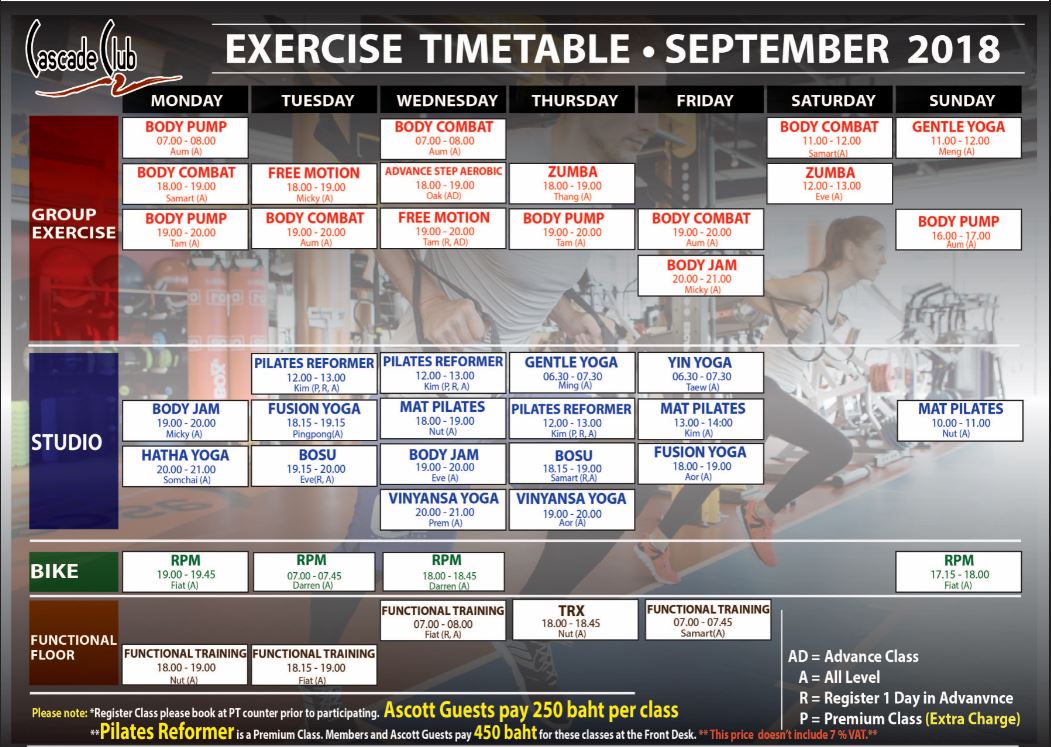 Cascade Club
EXERCISE TIMETABLE • SEPTEMBER 2018
MONDAY TUESDAY WEDNESDAY THURSDAY FRIDAY SATURDAY SUNDAY
GROUP
EXERCISE
BODY PUMP BODY COMBAT BODY COMBAT GENTLE YOGA
07.00 - 08.00 07.00 - 08.00 11.00 - 12.00 11.00 - 12.00
Aum (A) Aum (A) Samart(A) Meng (A)
BODY COMBAT FREE MOTION ADVANCE STEP AEROBIC ZUMBA ZUMBA
18.00 - 19.00 18.00 - 19.00 18.00 - 19.00 18.00 - 19.00 12.00 - 13.00
Samart (A) Micky (A) Oak (AD) Thang (A) Eve (A)
BODY PUMP BODY COMBAT FREE MOTION BODY PUMP BODY COMBAT BODY PUMP
19.00 - 20.00 19.00 - 20.00 19.00 - 20.00 19.00 - 20.00 19.00 - 20.00 16.00 - 17.00
Tam (A) Aum (A) Tam (R, AD) Tam (A) Aum (A) Aum (A)
BODY JAM
20.00 - 21.00
Micky (A)
STUDIO
PILATES REFORMER PILATES REFORMER GENTLE YOGA YIN YOGA
12.00 - 13.00 12.00 - 13.00 06.30 - 07.30 06.30 - 07.30
Kim (P, R, A) Kim (P, R, A) Ming (A) Taew (A)
BODY JAM FUSION YOGA MAT PILATES PILATES REFORMER MAT PILATES MAT PILATES
19.00 - 20.00 18.15 - 19.15 18.00 - 19.00 12.00 - 13.00 13.00 - 14:00 10.00 - 11.00
Micky (A) Pingpong(A) Nut (A) Kim (P, R, A) Kim (A) Nut (A)
HATHA YOGA BOSU BODY JAM BOSU FUSION YOGA
20.00 - 21.00 19.15 - 20.00 19.00 - 20.00 18.15 - 19.00 18.00 - 19.00
Somchai (A) Eve(R, A) Eve (A) Samart (R,A) Aor (A)
VINYANSA YOGA VINYANSA YOGA
20.00 - 21.00 19.00 - 20.00
Prem (A) Aor (A)
BIKE
RPM RPM RPM RPM
19.00 - 19.45 07.00 - 07.45 18.00 - 18.45 17.15 - 18.00
Fiat (A) Darren (A) Darren (A) Fiat (A)
FUNCTIONAL
FLOOR
FUNCTIONAL TRAINING TRX FUNCTIONAL TRAINING
07.00 - 08.00 18.00 - 18.45 07.00 - 07.45
Fiat (R, A) Nut (A) Samart(A)
FUNCTIONAL TRAINING FUNCTIONAL TRAINING
18.00 - 19.00 18.15 - 19.00
Nut (A) Fiat (A)
AD = Advance Class
A = All Level
R = Register 1 Day in Advanvnce
P = Premium Class (Extra Charge)
Please note: *Register Class please book at PT counter prior to participating. Ascott Guests pay 250 baht per class
**Pilates Reformer is a Premium Class. Members and Ascott Guests pay 450 baht for these classes at the Front Desk. ** This price doesn't include 7 % VAT.**